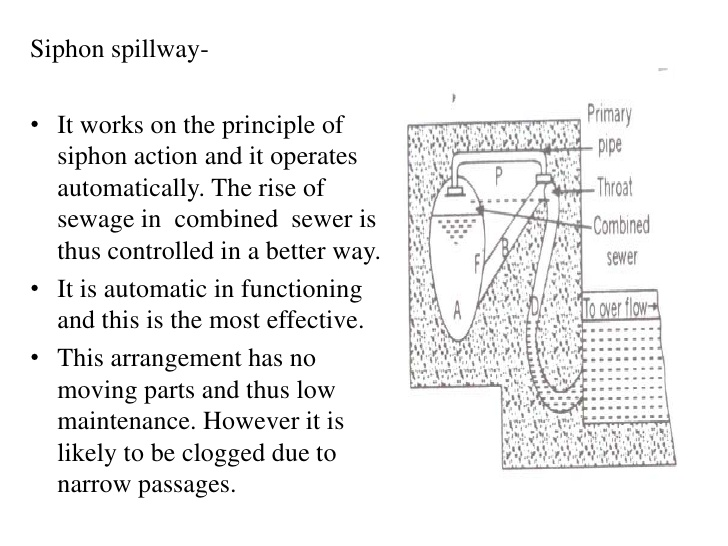 Siphon spillway-
• It works on the principle of
siphon action and it operates
automatically. The rise of
sewage in combined sewer is
thus controlled in a better way.
• It is automatic in functioning
and this is the most effective.
• This arrangement has no
moving parts and thus low
maintenance. However it is
likely to be clogged due to
narrow passages.
Primary
pipe
P
Throat
Combined
sewer
B
F
A
D
To over flow